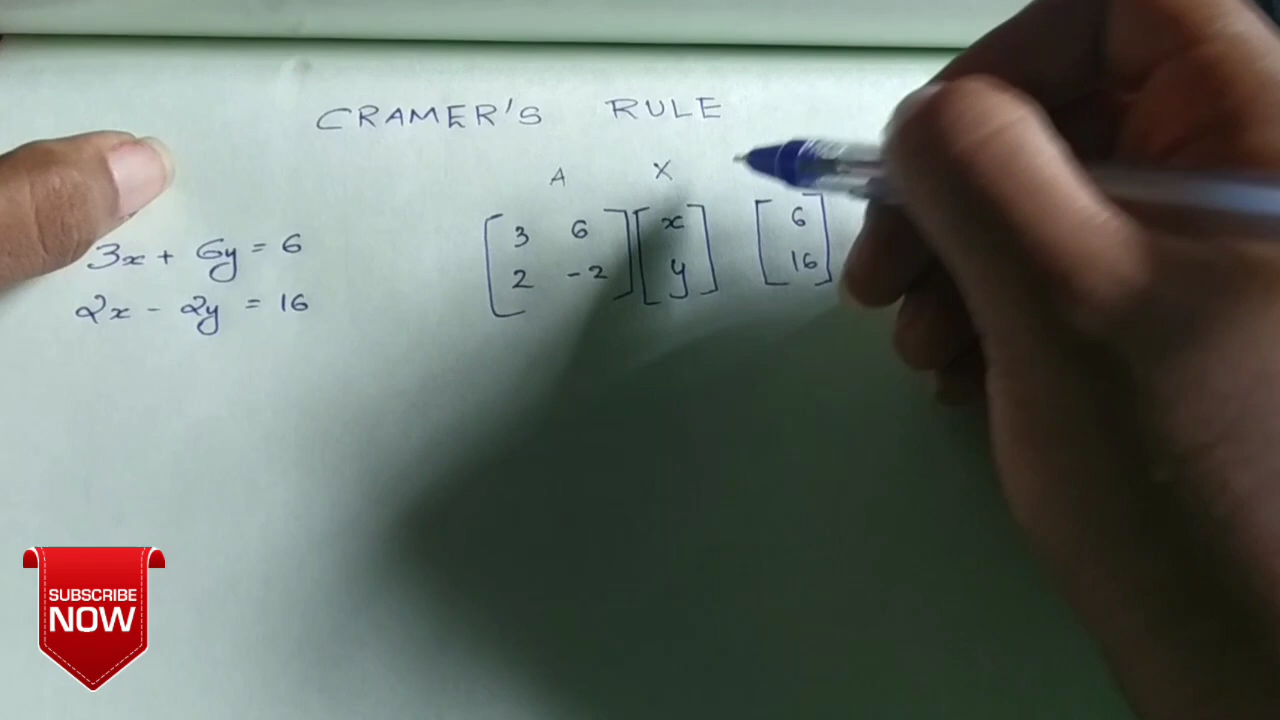 CRAMER'S RULE
A X
3x + 6y = 6
2x - 2y = 16
[3 6] [x] [6]
[2 -2] [y] [16]
SUBSCRIBE
NOW